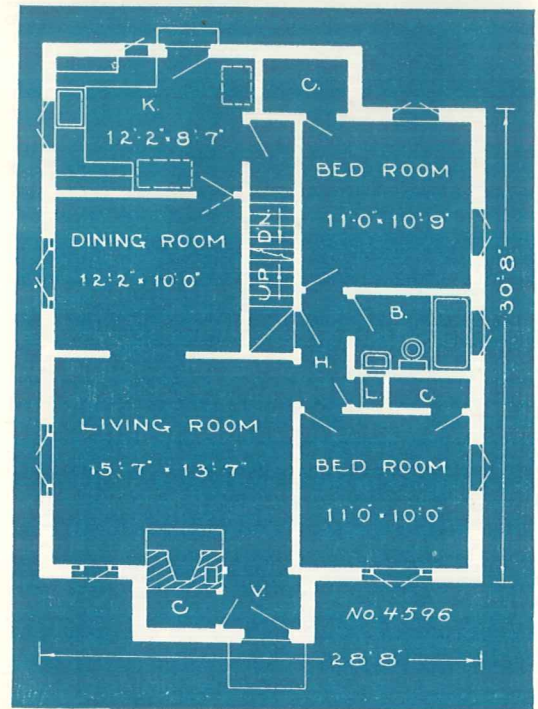 K.
12'-2" × 8'-7"
C.
BED ROOM
11'-0" × 10'-9"
DINING ROOM
12'-2" × 10'-0"
UP DN.
30'-8"
B.
H.
L.
C.
LIVING ROOM
15'-7" × 13'-7"
BED ROOM
11'-0" × 10'-0"
C
V.
No. 4596
28'-8"